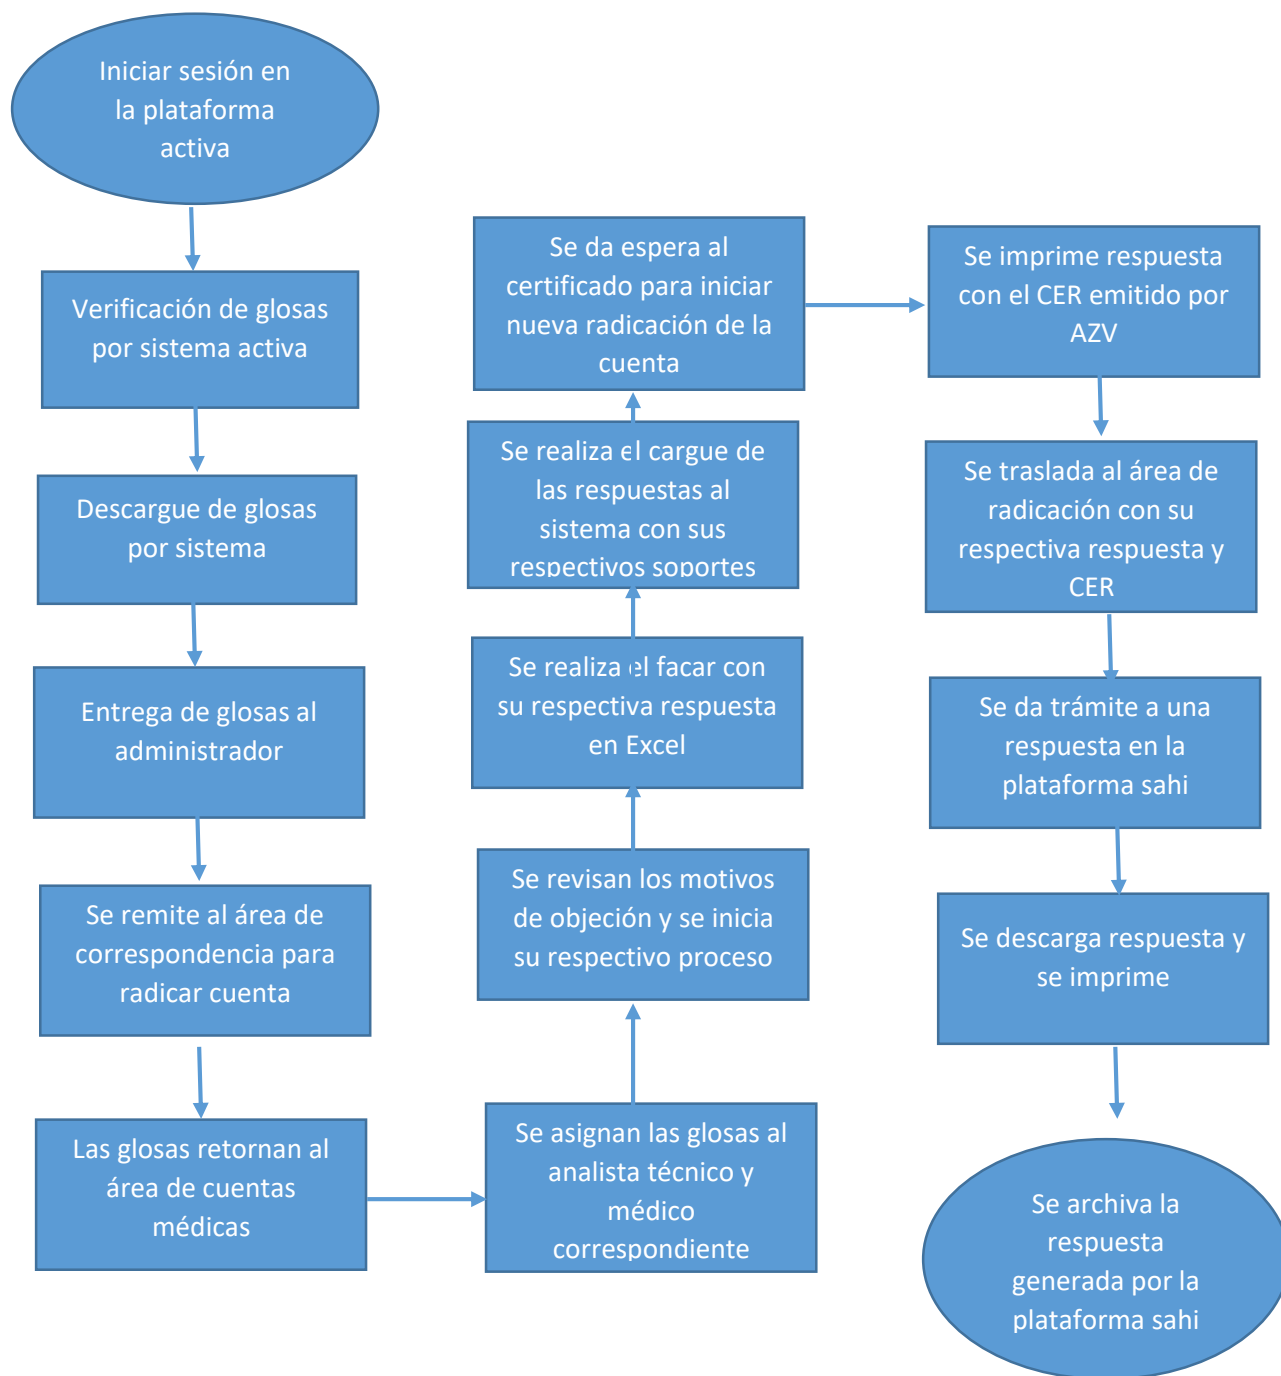 Iniciar sesión en
la plataforma
activa
Verificación de glosas
por sistema activa
Descargue de glosas
por sistema
Entrega de glosas al
administrador
Se remite al área de
correspondencia para
radicar cuenta
Las glosas retornan al
área de cuentas
médicas
Se asignan las glosas al
analista técnico y
médico
correspondiente
Se revisan los motivos
de objeción y se inicia
su respectivo proceso
Se realiza el facar con
su respectiva respuesta
en Excel
Se realiza el cargue de
las respuestas al
sistema con sus
respectivos soportes
Se da espera al
certificado para iniciar
nueva radicación de la
cuenta
Se imprime respuesta
con el CER emitido por
AZV
Se traslada al área de
radicación con su
respectiva respuesta y
CER
Se da trámite a una
respuesta en la
plataforma sahi
Se descarga respuesta y
se imprime
Se archiva la
respuesta
generada por la
plataforma sahi